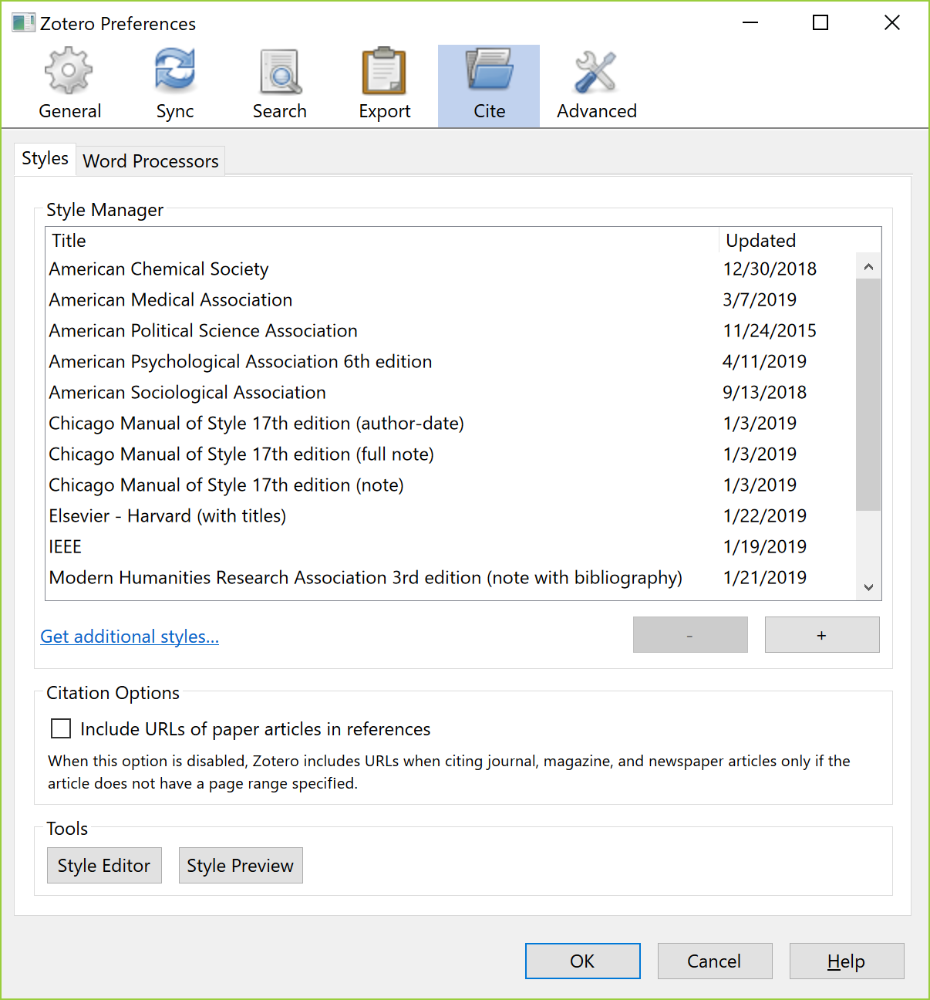 Zotero Preferences
General
Sync
Search
Export
Cite
Advanced
Styles
Word Processors
Style Manager
Title Updated
American Chemical Society 12/30/2018
American Medical Association 3/7/2019
American Political Science Association 11/24/2015
American Psychological Association 6th edition 4/11/2019
American Sociological Association 9/13/2018
Chicago Manual of Style 17th edition (author-date) 1/3/2019
Chicago Manual of Style 17th edition (full note) 1/3/2019
Chicago Manual of Style 17th edition (note) 1/3/2019
Elsevier - Harvard (with titles) 1/22/2019
IEEE 1/19/2019
Modern Humanities Research Association 3rd edition (note with bibliography) 1/21/2019
Get additional styles...
-
+
Citation Options
Include URLs of paper articles in references
When this option is disabled, Zotero includes URLs when citing journal, magazine, and newspaper articles only if the
article does not have a page range specified.
Tools
Style Editor
Style Preview
OK
Cancel
Help